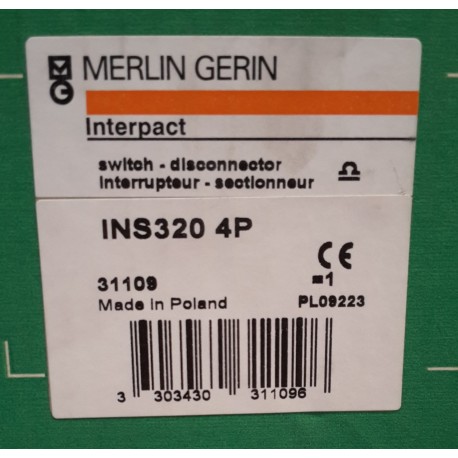 MG MERLIN GERIN
Interpact
switch - disconnector
interrupteur - sectionneur
INS320 4P
CE
31109 =1
Made in Poland PL09223
3 303430 311096